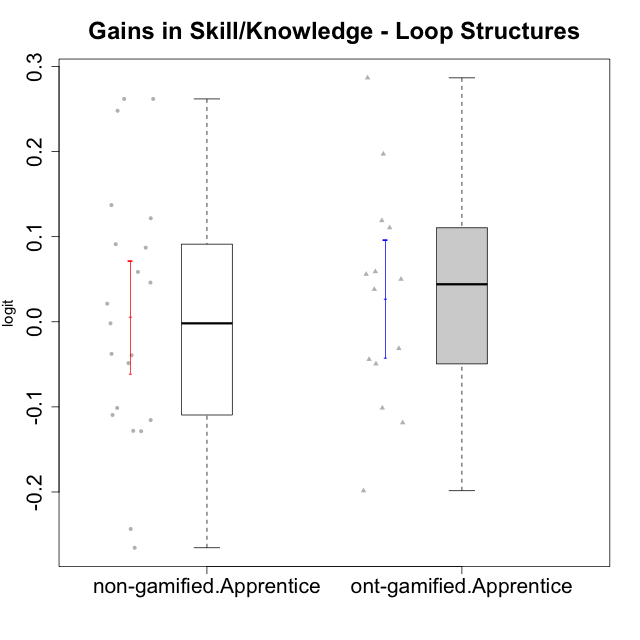 Gains in Skill/Knowledge - Loop Structures
logit
0.3
0.2
0.1
0.0
-0.1
-0.2
non-gamified.Apprentice
ont-gamified.Apprentice